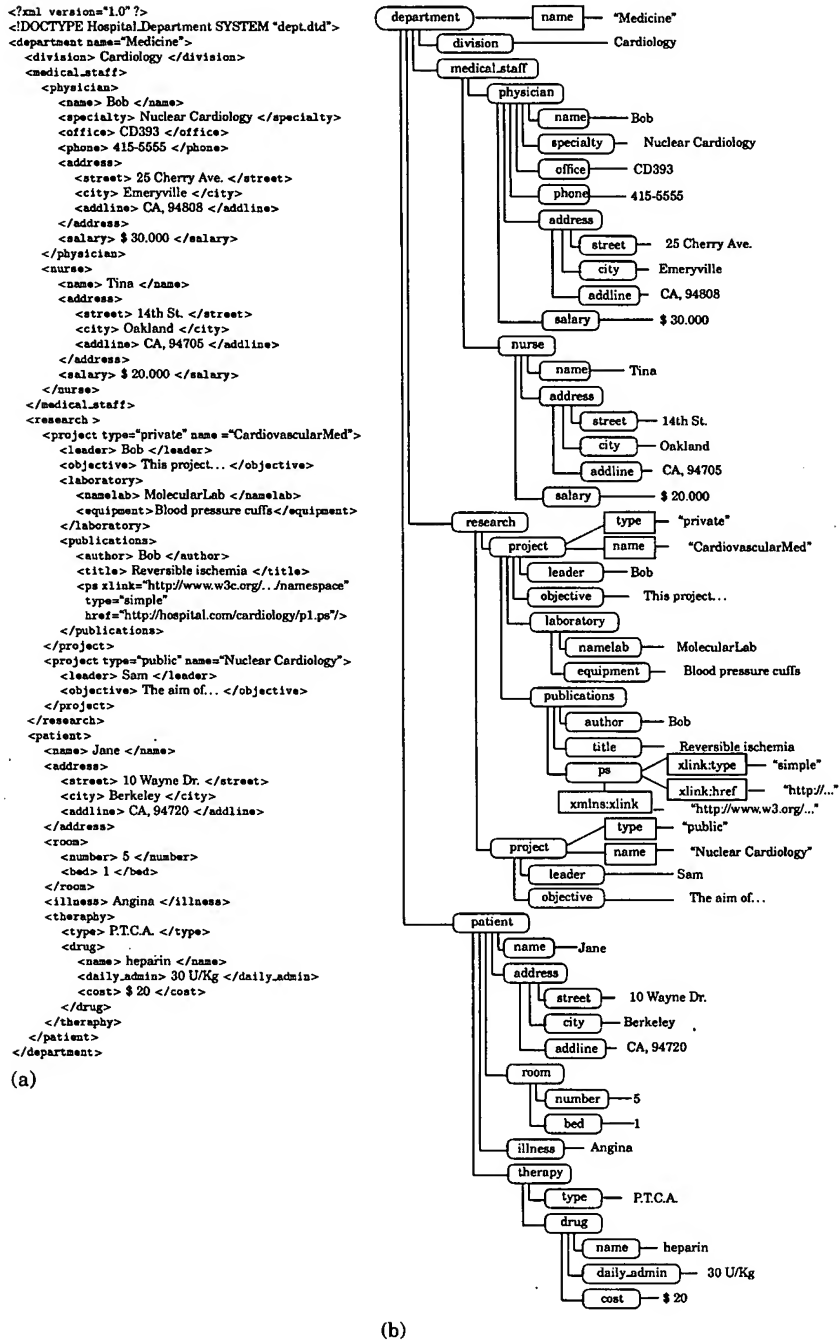 <?xml version="1.0" ?>
<!DOCTYPE Hospital_Department SYSTEM "dept.dtd">
<department name="Medicine">
<division> Cardiology </division>
<medical_staff>
<physician>
<name> Bob </name>
<specialty> Nuclear Cardiology </specialty>
<office> CD393 </office>
<phone> 415-5555 </phone>
<address>
<street> 25 Cherry Ave. </street>
<city> Emeryville </city>
<addline> CA, 94808 </addline>
</address>
<salary> $ 30.000 </salary>
</physician>
<nurse>
<name> Tina </name>
<address>
<street> 14th St. </street>
<city> Oakland </city>
<addline> CA, 94705 </addline>
</address>
<salary> $ 20.000 </salary>
</nurse>
</medical_staff>
<research >
<project type="private" name ="CardiovascularMed">
<leader> Bob </leader>
<objective> This project... </objective>
<laboratory>
<namelab> MolecularLab </namelab>
<equipment>Blood pressure cuffs</equipment>
</laboratory>
<publications>
<author> Bob </author>
<title> Reversible ischemia </title>
<ps xlink="http://www.w3c.org/.../namespace"
type="simple"
href="http://hospital.com/cardiology/p1.ps"/>
</publications>
</project>
<project type="public" name="Nuclear Cardiology">
<leader> Sam </leader>
<objective> The aim of... </objective>
</project>
</research>
<patient>
<name> Jane </name>
<address>
<street> 10 Wayne Dr. </street>
<city> Berkeley </city>
<addline> CA, 94720 </addline>
</address>
<room>
<number> 5 </number>
<bed> 1 </bed>
</room>
<illness> Angina </illness>
<theraphy>
<type> P.T.C.A. </type>
<drug>
<name> heparin </name>
<daily_admin> 30 U/Kg </daily_admin>
<cost> $ 20 </cost>
</drug>
</theraphy>
</patient>
</department>
(a)
department name "Medicine"
division Cardiology
medical_staff
physician
name Bob
specialty Nuclear Cardiology
office CD393
phone 415-5555
address
street 25 Cherry Ave.
city Emeryville
addline CA, 94808
salary $ 30.000
nurse
name Tina
address
street 14th St.
city Oakland
addline CA, 94705
salary $ 20.000
research
type "private"
project name "CardiovascularMed"
leader Bob
objective This project...
laboratory
namelab MolecularLab
equipment Blood pressure cuffs
publications
author Bob
title Reversible ischemia
ps xlink:type "simple"
xlink:href "http://..."
xmlns:xlink "http://www.w3.org/..."
type "public"
project name "Nuclear Cardiology"
leader Sam
objective The aim of...
patient
name Jane
address
street 10 Wayne Dr.
city Berkeley
addline CA, 94720
room
number 5
bed 1
illness Angina
therapy
type P.T.C.A.
drug
name heparin
daily_admin 30 U/Kg
cost $ 20
(b)